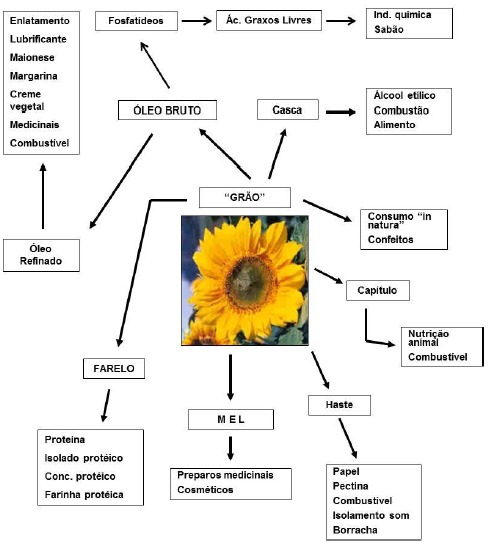 Enlatamento
Lubrificante
Maionese
Margarina
Creme
vegetal
Medicinais
Combustível
Fosfatídeos
Ác. Graxos Livres
Ind. química
Sabão
ÓLEO BRUTO
Casca
Álcool etílico
Combustão
Alimento
“GRÃO”
Consumo “in
natura”
Confeitos
Óleo
Refinado
Capítulo
Nutrição
animal
Combustível
FARELO
Haste
M E L
Proteína
Isolado protéico
Conc. protéico
Farinha protéica
Preparos medicinais
Cosméticos
Papel
Pectina
Combustível
Isolamento som
Borracha